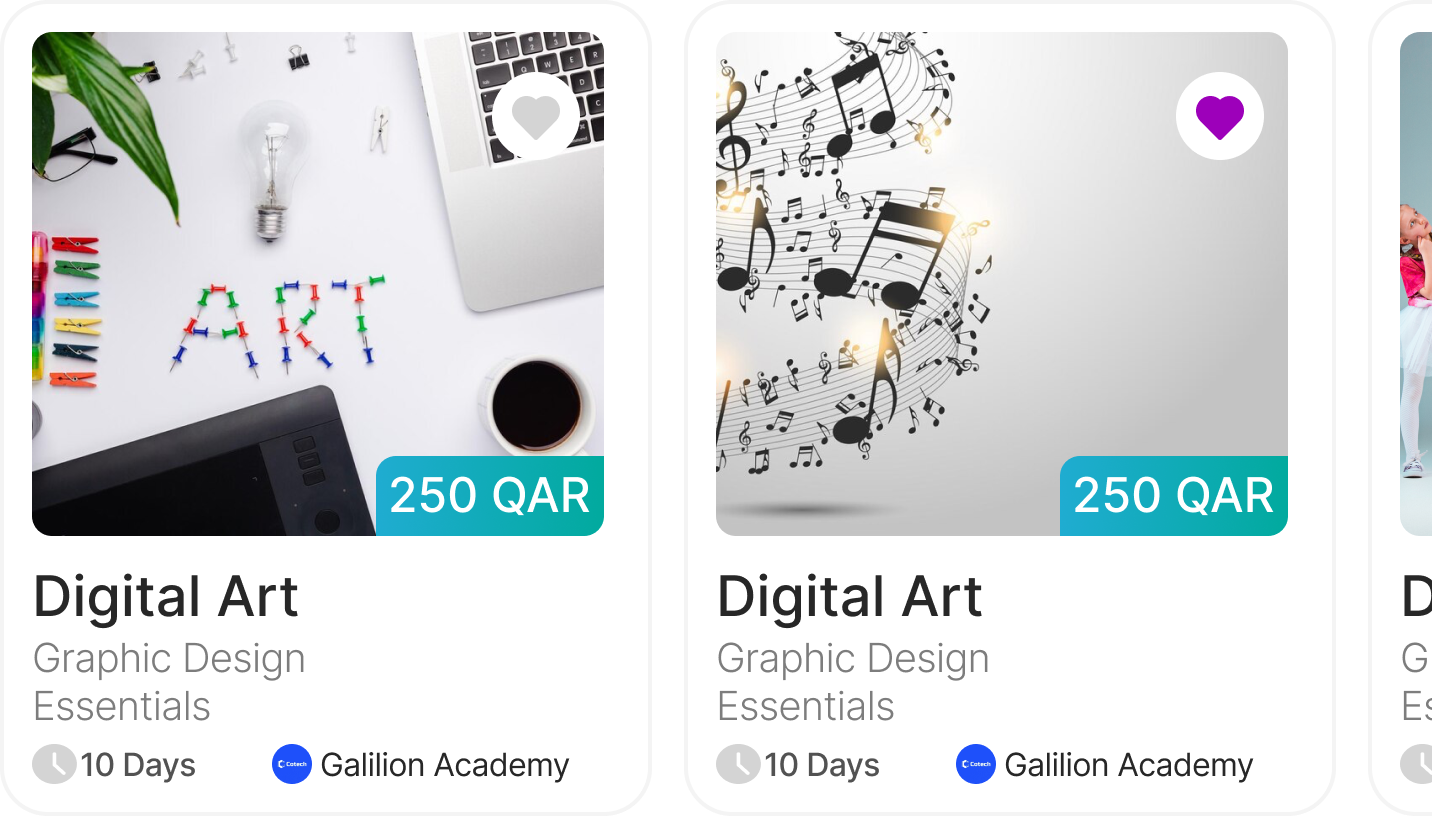 ART
250 QAR
Digital Art
Graphic Design
Essentials
10 Days
Cotech
Galilion Academy
250 QAR
Digital Art
Graphic Design
Essentials
10 Days
Cotech
Galilion Academy
D
G
Es